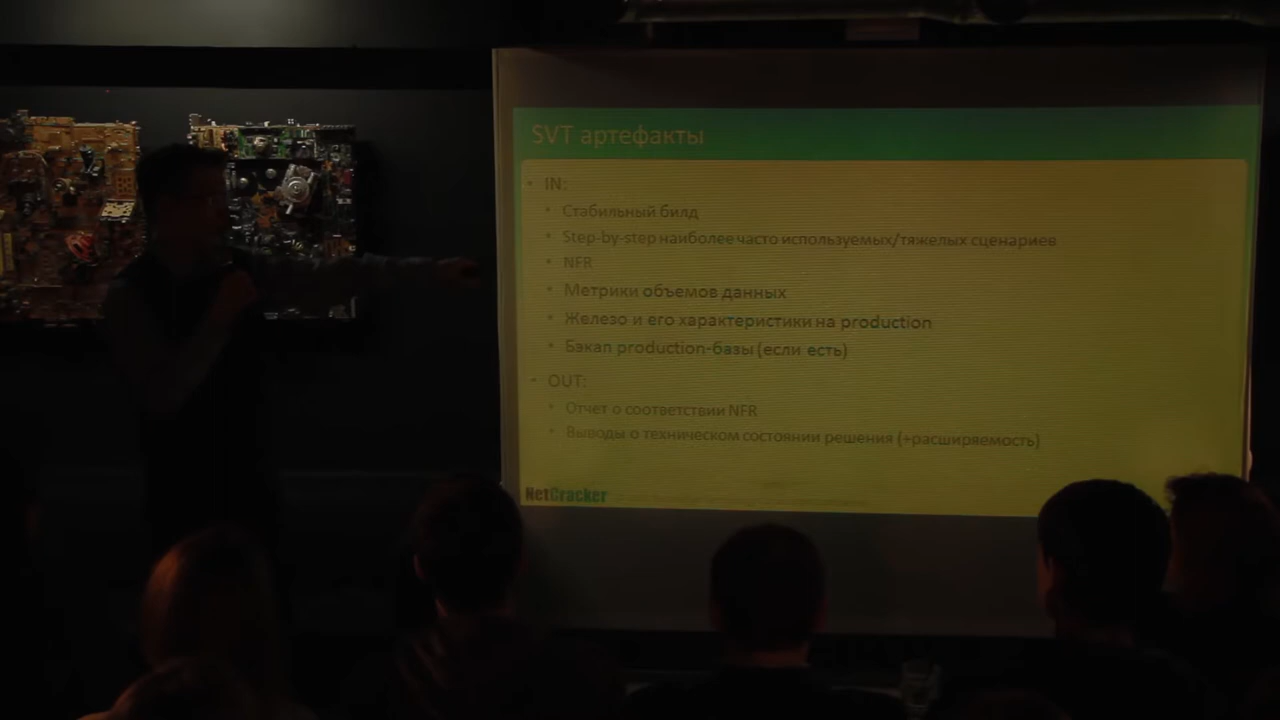 SVT артефакты
• IN:
• Стабильный билд
• Step-by-step наиболее часто используемых/тяжелых сценариев
• NFR
• Метрики объемов данных
• Железо и его характеристики на production
• Бэкап production-базы (если есть)
• OUT:
• Отчет о соответствии NFR
• Выводы о техническом состоянии решения (+расширяемость)
NetCracker